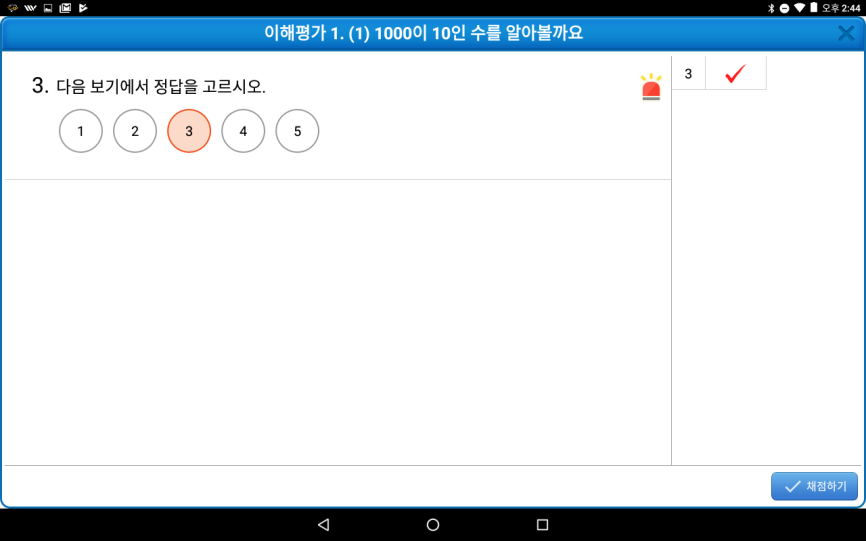 오후 2:44
이해평가 1. (1) 1000이 10인 수를 알아볼까요
3. 다음 보기에서 정답을 고르시오.
1 2 3 4 5
3
채점하기